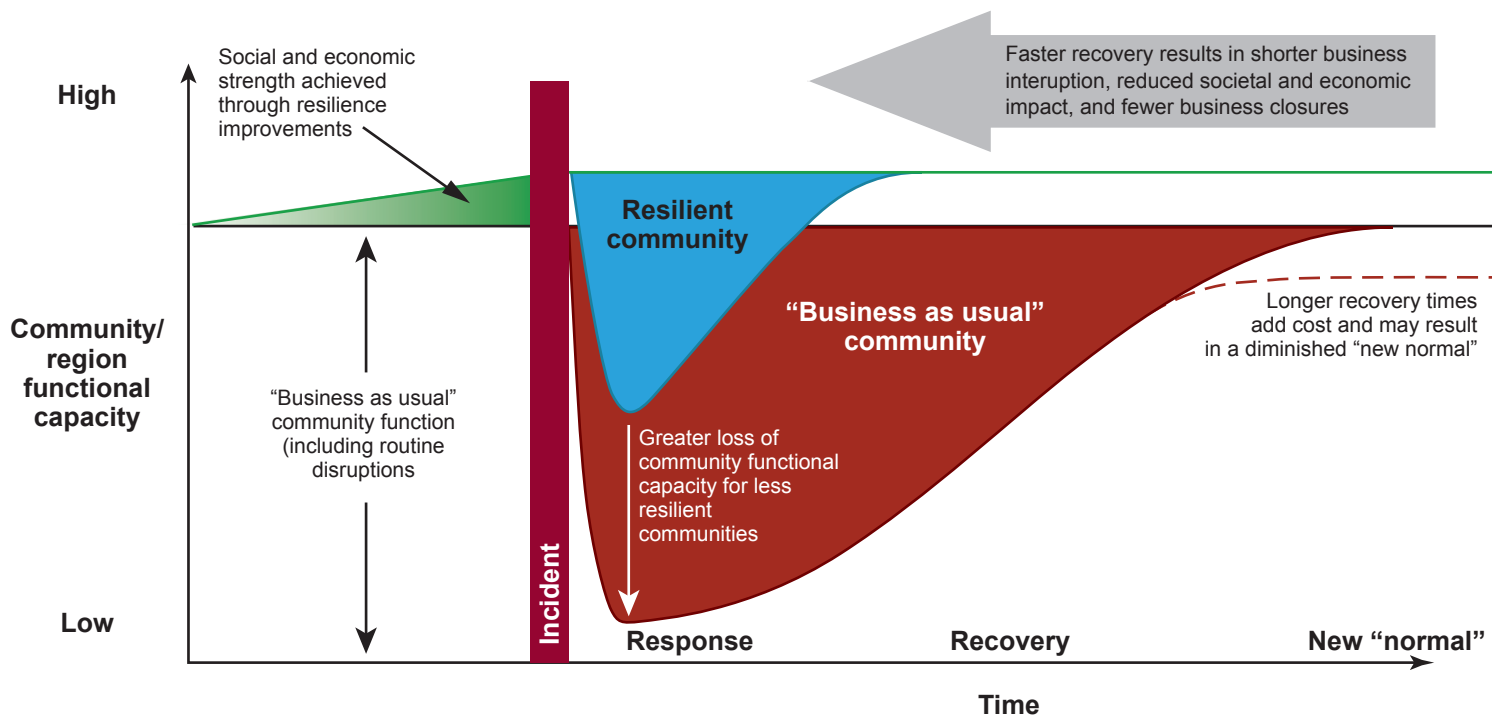 High
Social and economic
strength achieved
through resilience
improvements
Faster recovery results in shorter business
interuption, reduced societal and economic
impact, and fewer business closures
Resilient
community
Community/
region
functional
capacity
"Business as usual"
community function
(including routine
disruptions
"Business as usual"
community
Longer recovery times
add cost and may result
in a diminished "new normal"
Greater loss of
community functional
capacity for less
resilient
communities
Incident
Low
Response
Recovery
New "normal"
Time